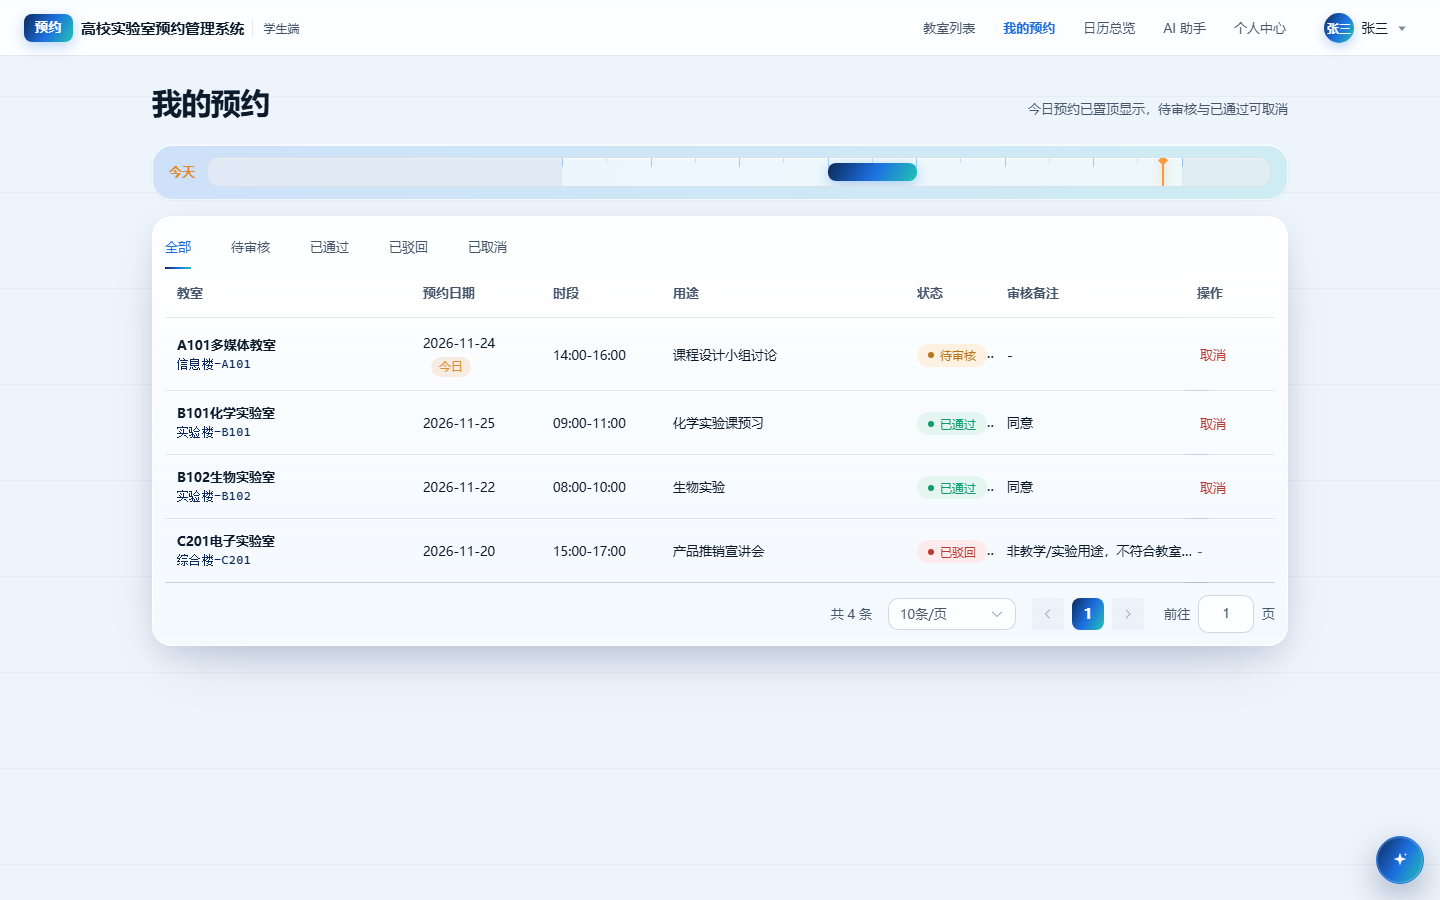 预约 高校实验室预约管理系统 学生端 教室列表 我的预约 日历总览 AI 助手 个人中心 张三 张三
我的预约 今日预约已置顶显示，待审核与已通过可取消
今天
全部 待审核 已通过 已驳回 已取消
教室 预约日期 时段 用途 状态 审核备注 操作
A101多媒体教室
信息楼-A101
2026-11-24
今日
14:00-16:00 课程设计小组讨论 待审核 .. - 取消
B101化学实验室
实验楼-B101
2026-11-25 09:00-11:00 化学实验课预习 已通过 .. 同意 取消
B102生物实验室
实验楼-B102
2026-11-22 08:00-10:00 生物实验 已通过 .. 同意 取消
C201电子实验室
综合楼-C201
2026-11-20 15:00-17:00 产品推销宣讲会 已驳回 .. 非教学/实验用途，不符合教室... -
共 4 条 10条/页 1 前往 1 页